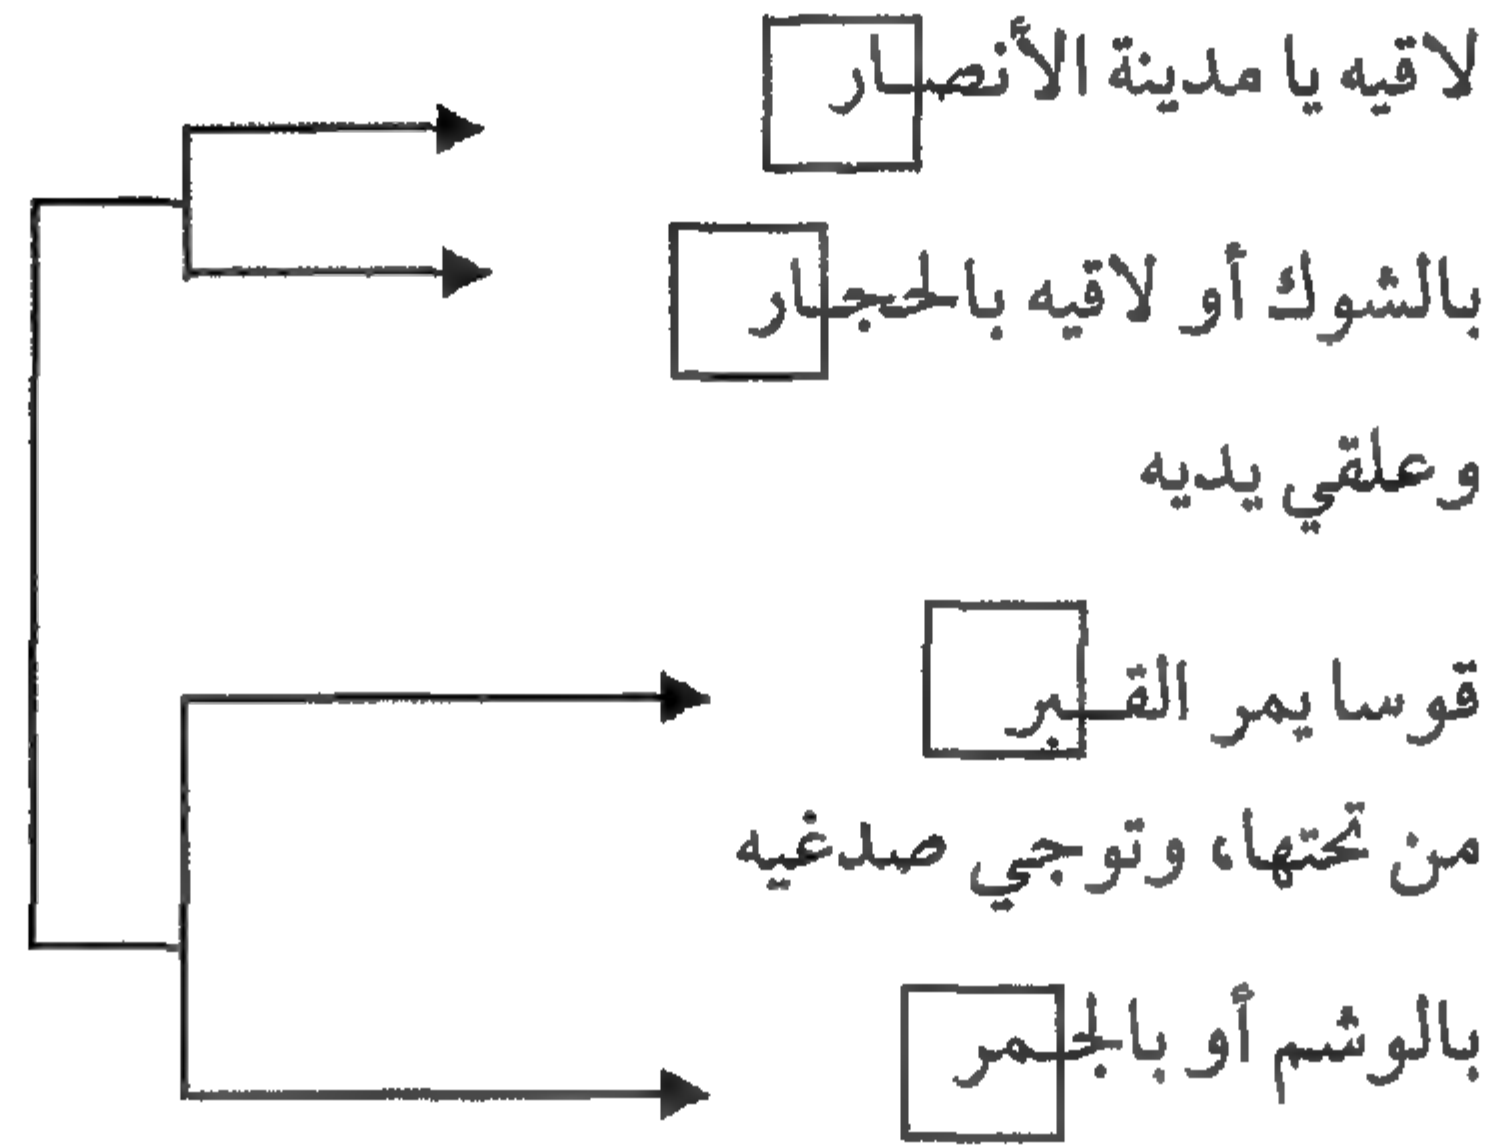 لاقيه يا مدينة الأنصار
بالشوك أو لاقيه بالحجار
وعلقي يديه
قوسا يمر القبر
من تحتها، وتوجي صدغيه
بالوشم أو بالجمر